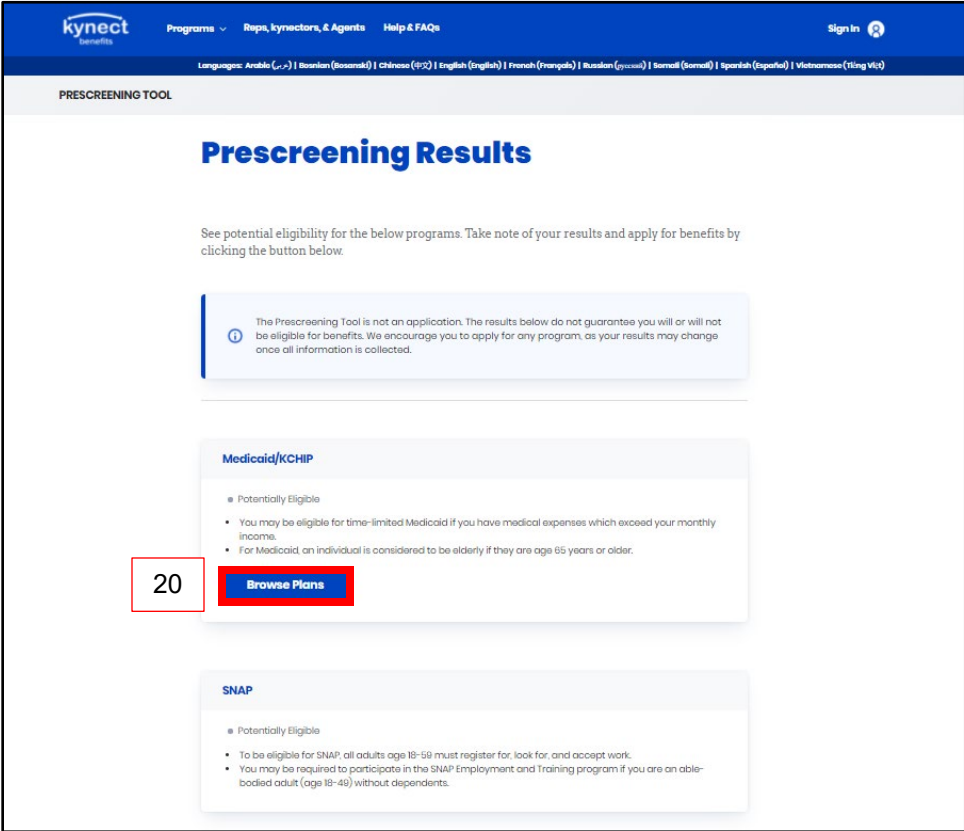 kynect
benefits
Programs
Reps, kynectors, & Agents
Help & FAQs
Sign In
Languages: Arabic (عربى) | Bosnian (Bosanski) | Chinese (中文) | English (English) | French (Français) | Russian (русский) | Somali (Somali) | Spanish (Español) | Vietnamese (Tiếng Việt)
PRESCREENING TOOL
Prescreening Results
See potential eligibility for the below programs. Take note of your results and apply for benefits by
clicking the button below.
The Prescreening Tool is not an application. The results below do not guarantee you will or will not
be eligible for benefits. We encourage you to apply for any program, as your results may change
once all information is collected.
Medicaid/KCHIP
Potentially Eligible
• You may be eligible for time-limited Medicaid if you have medical expenses which exceed your monthly
income.
• For Medicaid, an individual is considered to be elderly if they are age 65 years or older.
20
Browse Plans
SNAP
Potentially Eligible
• To be eligible for SNAP, all adults age 18-59 must register for, look for, and accept work.
• You may be required to participate in the SNAP Employment and Training program if you are an able-
bodied adult (age 18-49) without dependents.